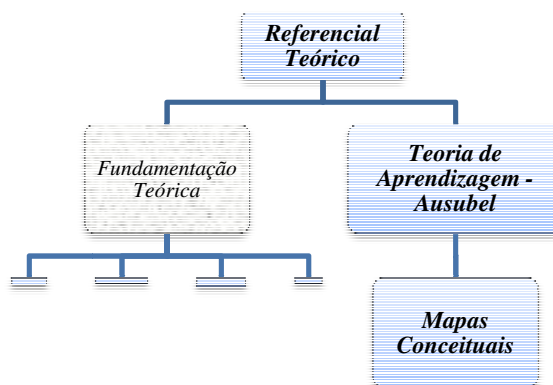 Referencial
Teórico
Fundamentação
Teórica
Teoria de
Aprendizagem -
Ausubel
Mapas
Conceituais